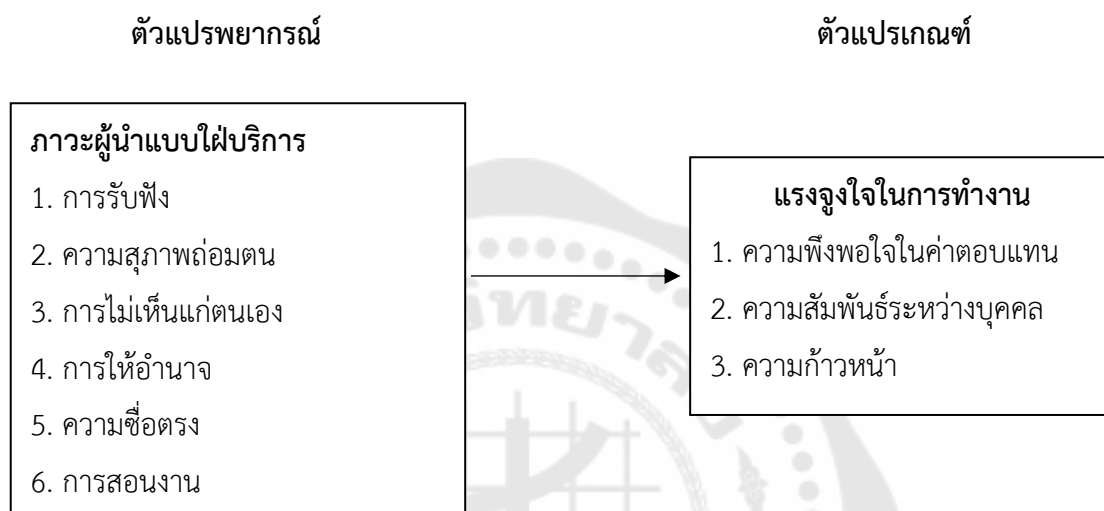 ตัวแปรพยากรณ์
ตัวแปรเกณฑ์
ภาวะผู้นำแบบใฝ่บริการ
1. การรับฟัง
2. ความสุภาพถ่อมตน
3. การไม่เห็นแก่ตนเอง
4. การให้อำนาจ
5. ความซื่อตรง
6. การสอนงาน
แรงจูงใจในการทำงาน
1. ความพึงพอใจในค่าตอบแทน
2. ความสัมพันธ์ระหว่างบุคคล
3. ความก้าวหน้า